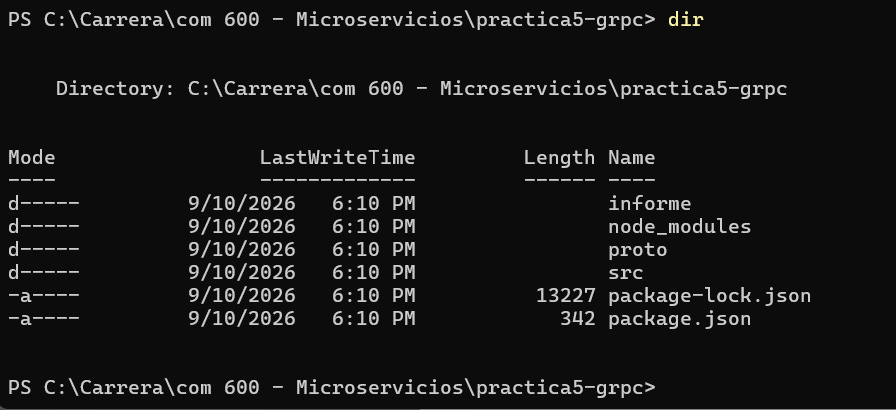 PS C:\Carrera\com 600 - Microservicios\practica5-grpc> dir
Directory: C:\Carrera\com 600 - Microservicios\practica5-grpc
Mode                 LastWriteTime         Length Name
----                 -------------         ------ ----
d-----         9/10/2026   6:10 PM                informe
d-----         9/10/2026   6:10 PM                node_modules
d-----         9/10/2026   6:10 PM                proto
d-----         9/10/2026   6:10 PM                src
-a----         9/10/2026   6:10 PM          13227 package-lock.json
-a----         9/10/2026   6:10 PM            342 package.json
PS C:\Carrera\com 600 - Microservicios\practica5-grpc>